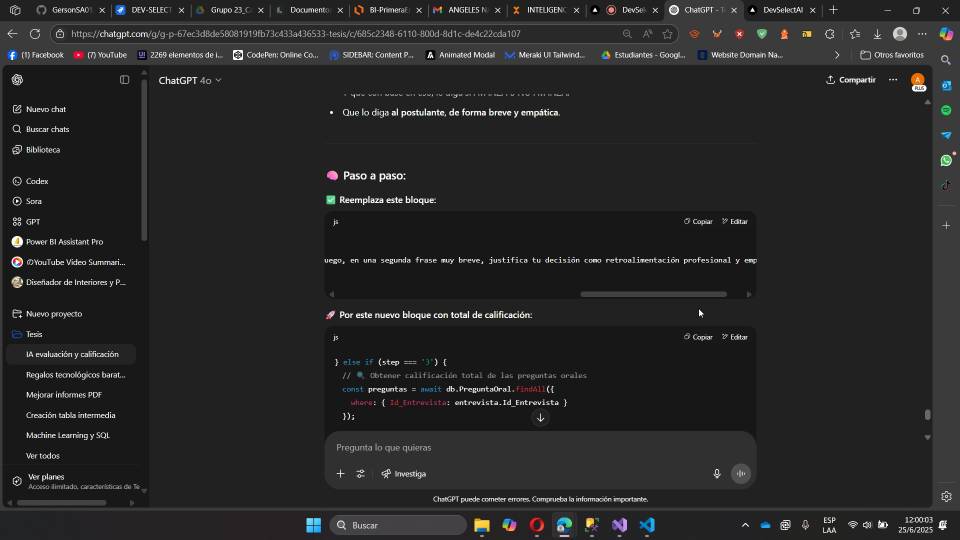 GersonSA01
DEV-SELECT
Grupo 23_C
Documento
BI-PrimeraE
ANGELES NA
INTELIGENC
DevSel
ChatGPT - T
DevSelectAI
https://chatgpt.com/g/g-p-67ec3d8de58081919fb73c433a436533-tesis/c/685c2348-6110-800d-8d1c-de4c22cda107
(1) Facebook
(7) YouTube
2269 elementos de i...
CodePen: Online Co...
SIDEBAR: Content P...
Animated Modal
Meraki UI Tailwind...
Estudiantes - Googl...
Website Download Na...
Otros favoritos
ChatGPT 4o
Compartir
PLUS
Nuevo chat
Buscar chats
Biblioteca
Codex
Sora
GPT
Power BI Assistant Pro
YouTube Video Summari...
Diseñador de Interiores y P...
Nuevo proyecto
Tesis
IA evaluación y calificación
Regalos tecnológicos barat...
Mejorar informes PDF
Creación tabla intermedia
Machine Learning y SQL
Ver todos
Ver planes
Acceso ilimitado, características de Te
Que lo diga al postulante, de forma breve y empática.
Paso a paso:
Reemplaza este bloque:
js
Copiar
Editar
uego, en una segunda frase muy breve, justifica tu decisión como retroalimentación profesional y emp
Por este nuevo bloque con total de calificación:
js
Copiar
Editar
} else if (step === '3') {
// 🔍 Obtener calificación total de las preguntas orales
const preguntas = await db.PreguntaOral.findAll({
where: { Id_Entrevista: entrevista.Id_Entrevista }
});
Pregunta lo que quieras
Investiga
ChatGPT puede cometer errores. Comprueba la información importante.
Buscar
ESP
LAA
12:00:03
25/6/2025